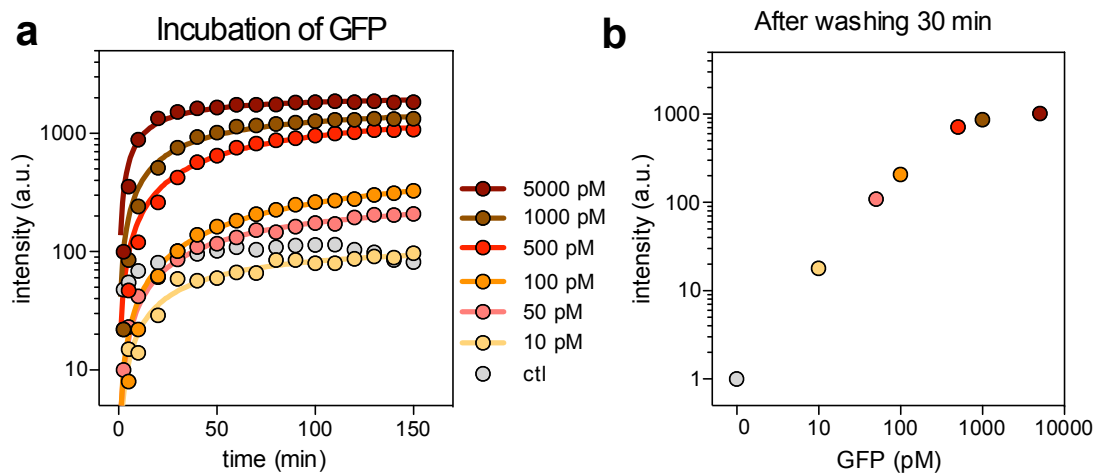 a
Incubation of GFP
intensity (a.u.)
1000
100
10
0
50
100
150
time (min)
5000 pM
1000 pM
500 pM
100 pM
50 pM
10 pM
ctl
b
After washing 30 min
intensity (a.u.)
1000
100
10
1
0
10
100
1000
10000
GFP (pM)